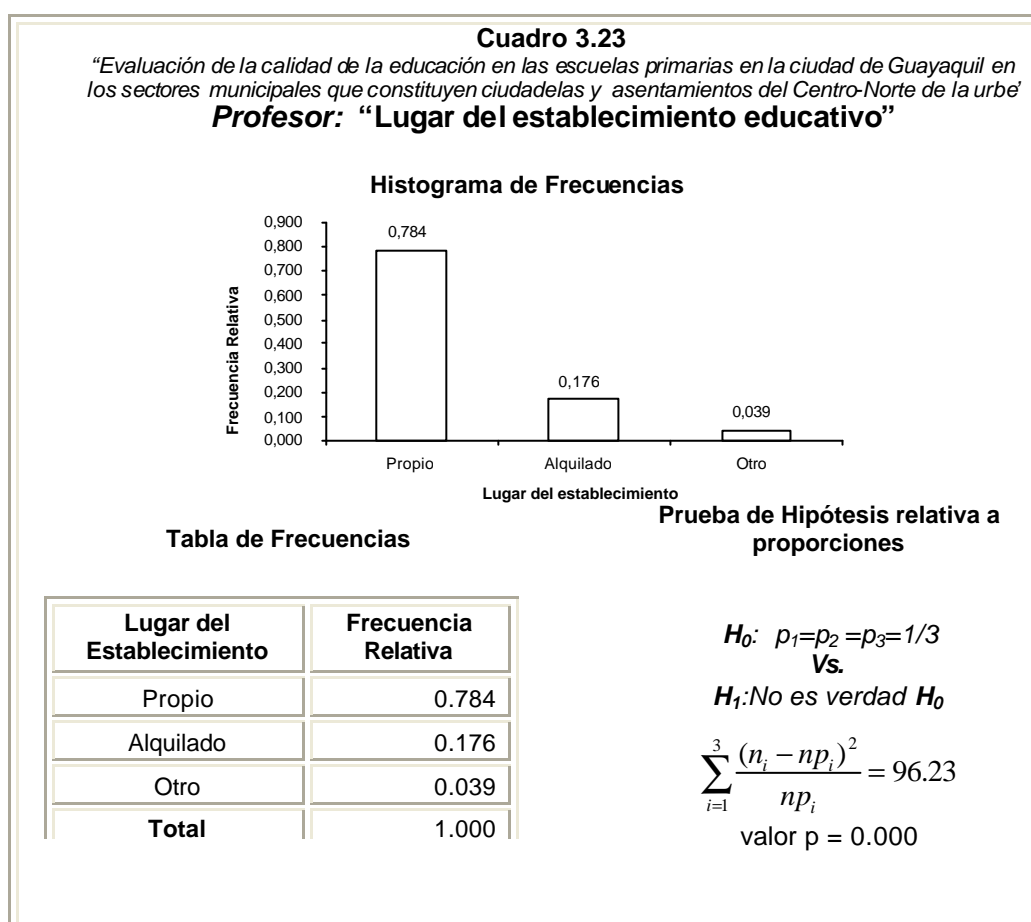 Cuadro 3.23
“Evaluación de la calidad de la educación en las escuelas primarias en la ciudad de Guayaquil en
los sectores municipales que constituyen ciudadelas y asentamientos del Centro-Norte de la urbe’
Profesor: “Lugar del establecimiento educativo”
Histograma de Frecuencias
Frecuencia Relativa
0,900
0,800
0,700
0,600
0,500
0,400
0,300
0,200
0,100
0,000
0,784
0,176
0,039
Propio Alquilado Otro
Lugar del establecimiento
Tabla de Frecuencias
Lugar del Establecimiento Frecuencia Relativa
Propio 0.784
Alquilado 0.176
Otro 0.039
Total 1.000
Prueba de Hipótesis relativa a
proporciones
H₀: p₁=p₂ =p₃=1/3
Vs.
H₁:No es verdad H₀
∑_{i=1}^{3} (nᵢ − npᵢ)² / npᵢ = 96.23
valor p = 0.000